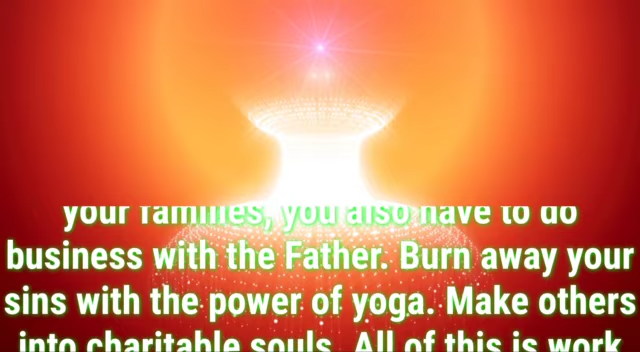 your families, you also have to do
business with the Father. Burn away your
sins with the power of yoga. Make others
into charitable souls. All of this is work